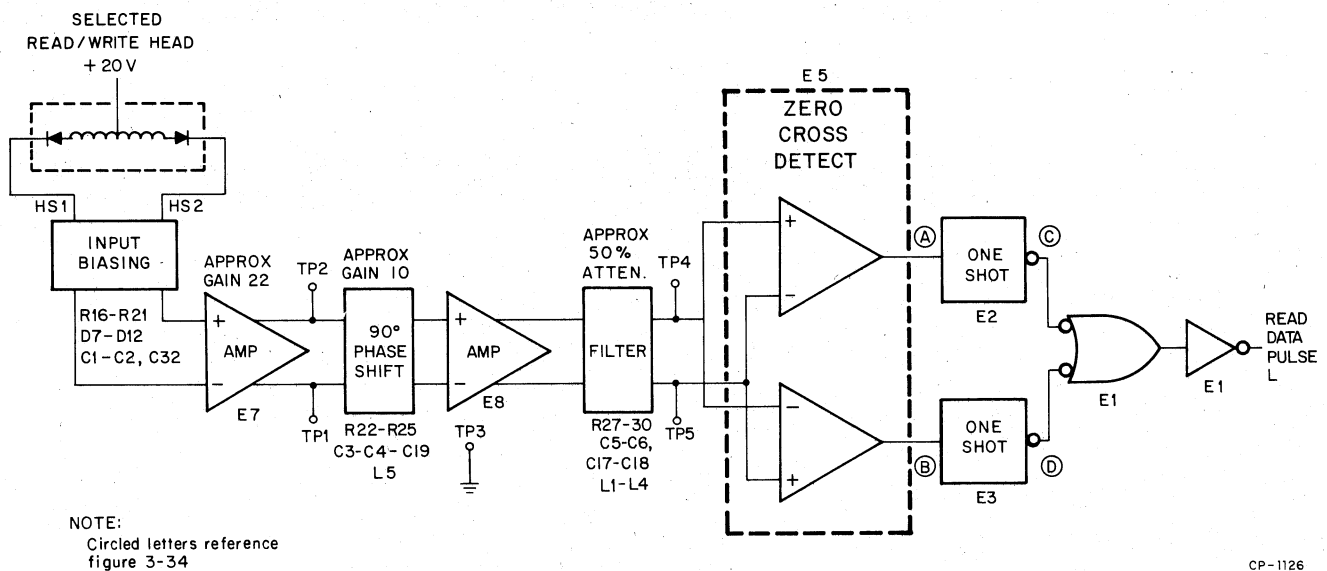 SELECTED
READ/WRITE HEAD
+20V
HS1
HS2
INPUT
BIASING
R16-R21
D7-D12
C1-C2, C32
APPROX
GAIN 22
+
AMP
-
E7
TP2
TP1
APPROX
GAIN 10
90°
PHASE
SHIFT
R22-R25
C3-C4-C19
L5
+
AMP
-
E8
TP3
APPROX
50%
ATTEN.
FILTER
R27-30
C5-C6,
C17-C18
L1-L4
TP4
TP5
E5
ZERO
CROSS
DETECT
+
-
-
+
A
ONE
SHOT
E2
C
B
ONE
SHOT
E3
D
E1
E1
READ
DATA
PULSE
L
NOTE:
Circled letters reference
figure 3-34
CP-1126